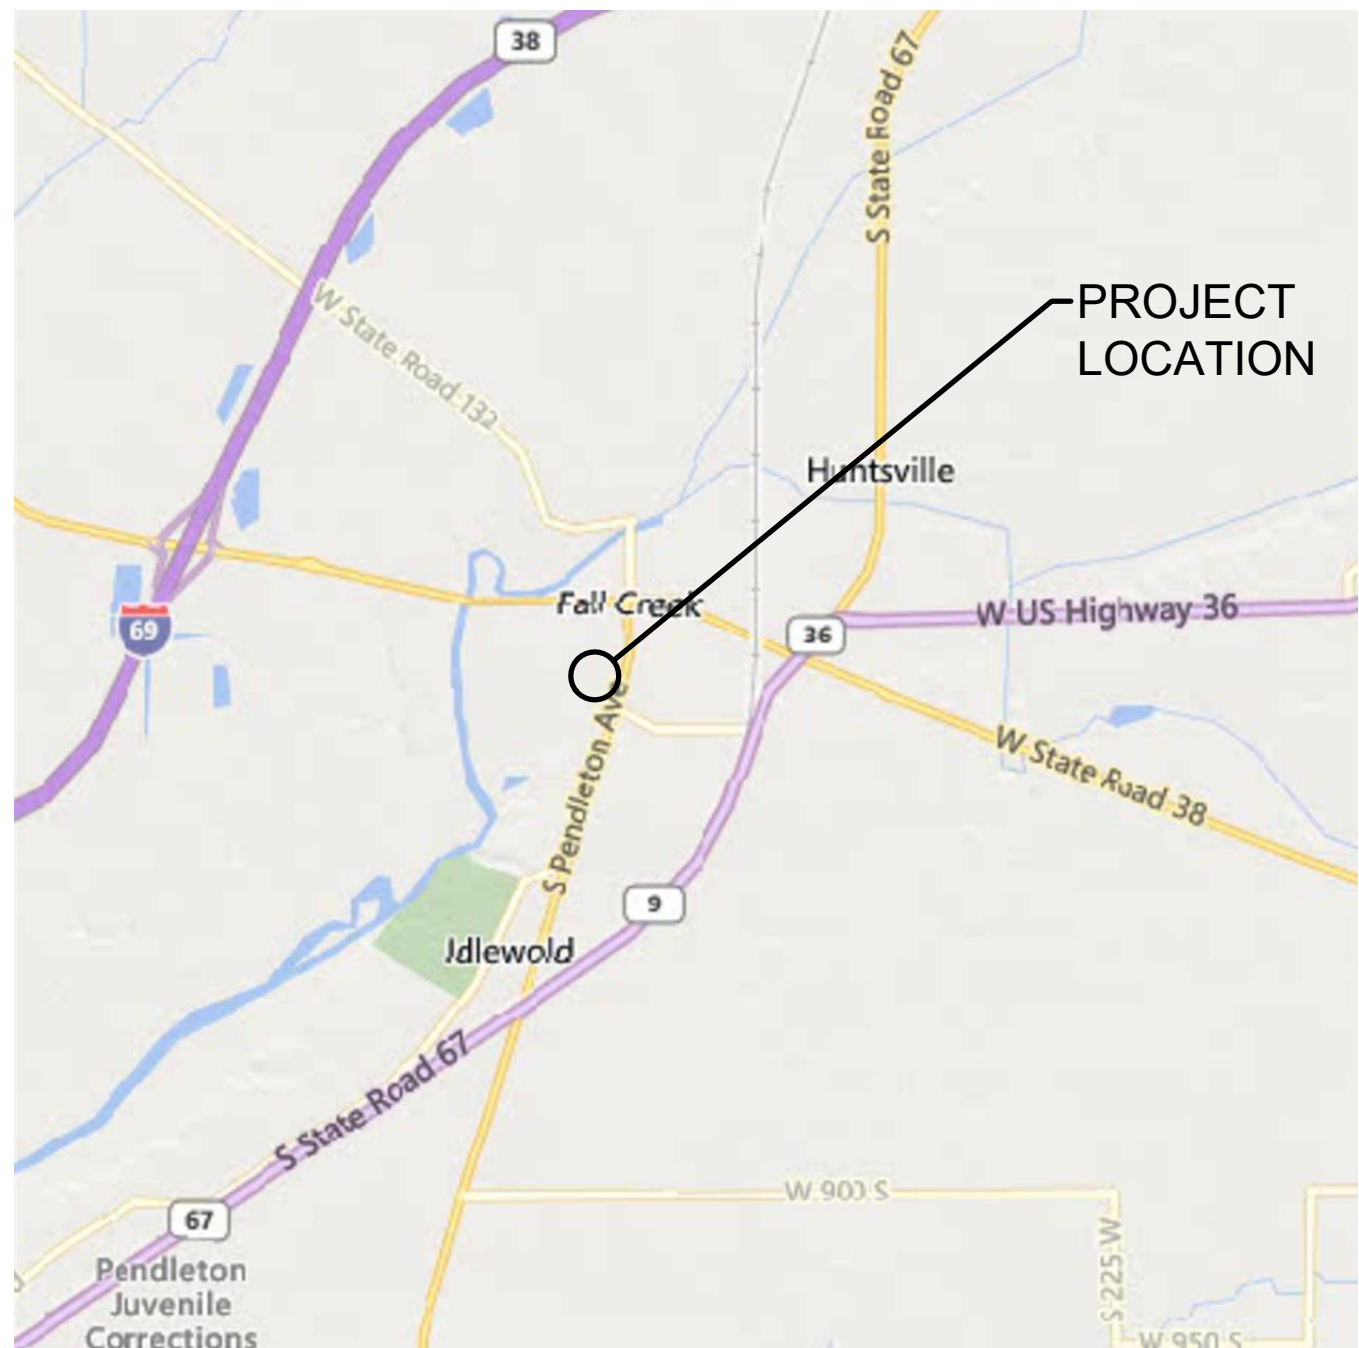 38
S State Road 67
W State Road 132
PROJECT
LOCATION
Huntsville
Fall Creek
W US Highway 36
36
69
W State Road 38
S Pendleton Ave
9
Idlewold
S State Road 67
67
W 900 S
S 225 W
Pendleton
Juvenile
Corrections
W 950 S